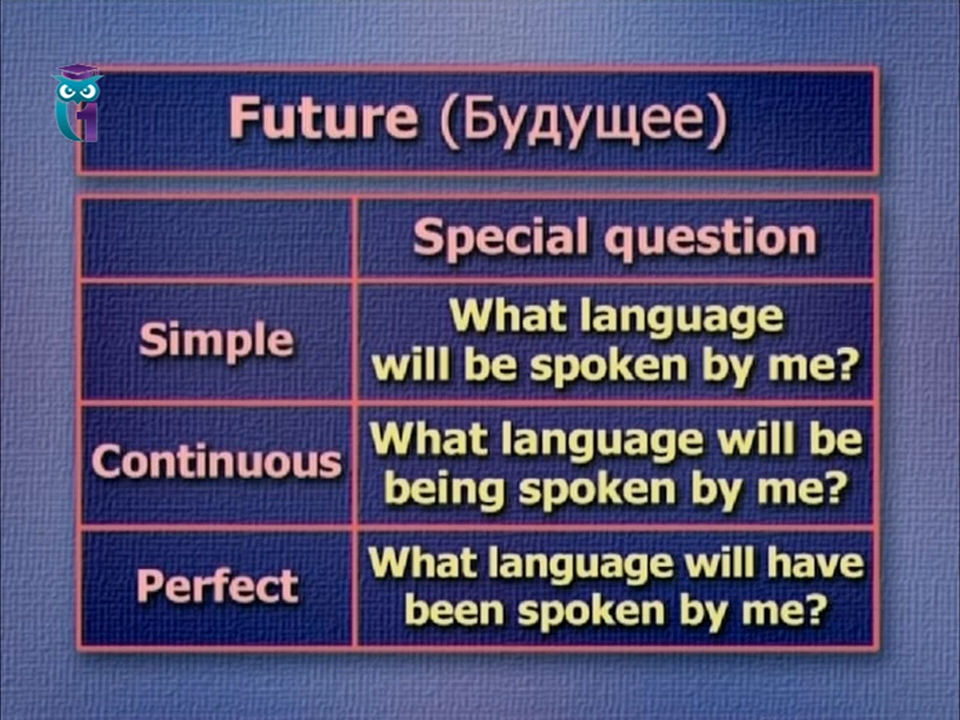 Future (Будущее)
Special question
Simple
What language
will be spoken by me?
Continuous
What language will be
being spoken by me?
Perfect
What language will have
been spoken by me?